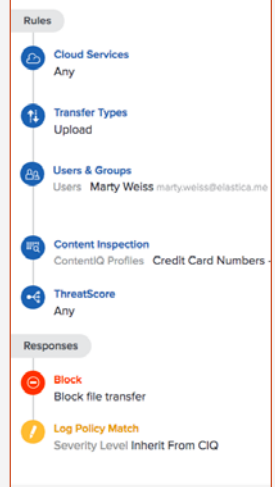 Rules
Cloud Services
Any
Transfer Types
Upload
Users & Groups
Users Marty Weiss marty.weiss@elastica.me
Content Inspection
ContentIQ Profiles Credit Card Numbers -
ThreatScore
Any
Responses
Block
Block file transfer
Log Policy Match
Severity Level Inherit From CIQ